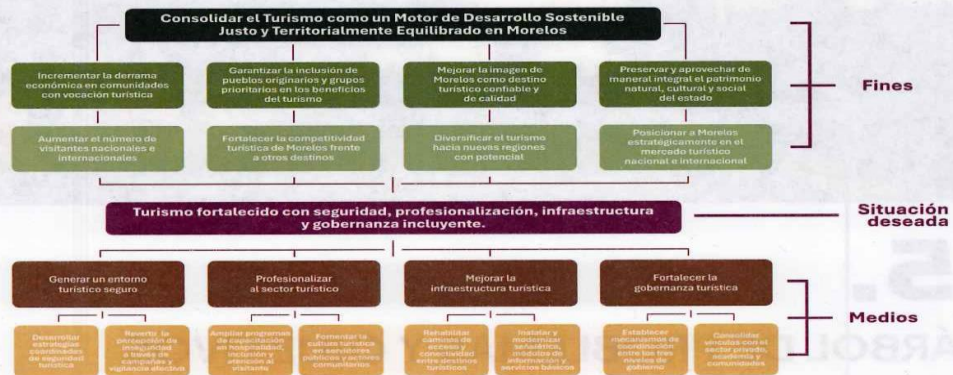 Consolidar el Turismo como un Motor de Desarrollo Sostenible
Justo y Territorialmente Equilibrado en Morelos
Incrementar la derrama
económica en comunidades
con vocación turística
Garantizar la inclusión de
pueblos originarios y grupos
prioritarios en los beneficios
del turismo
Mejorar la imagen de
Morelos como destino
turístico confiable y
de calidad
Preservar y aprovechar de
maneral integral el patrimonio
natural, cultural y social
del estado
Fines
Aumentar el número de
visitantes nacionales e
internacionales
Fortalecer la competitividad
turística de Morelos frente
a otros destinos
Diversificar el turismo
hacia nuevas regiones
con potencial
Posicionar a Morelos
estratégicamente en el
mercado turístico
nacional e internacional
Turismo fortalecido con seguridad, profesionalización, infraestructura
y gobernanza incluyente.
Situación
deseada
Generar un entorno
turístico seguro
Profesionalizar
al sector turístico
Mejorar la
infraestructura turística
Fortalecer la
gobernanza turística
Medios
Desarrollar
estrategias
coordinadas
de seguridad
turística
Revertir la
percepción de
inseguridad
a través de
campañas y
vigilancia efectiva
Ampliar programas
de capacitación
en hospitalidad,
inclusión y
atención al
visitante
Fomentar la
cultura turística
en servidores
públicos y actores
comunitarios
Rehabilitar
caminos de
acceso y
conectividad
entre destinos
turísticos
Instalar y
modernizar
señalética,
módulos de
información y
servicios básicos
Establecer
mecanismos de
coordinación
entre los tres
niveles de
gobierno
Consolidar
vínculos con el
sector privado,
academia y
comunidades